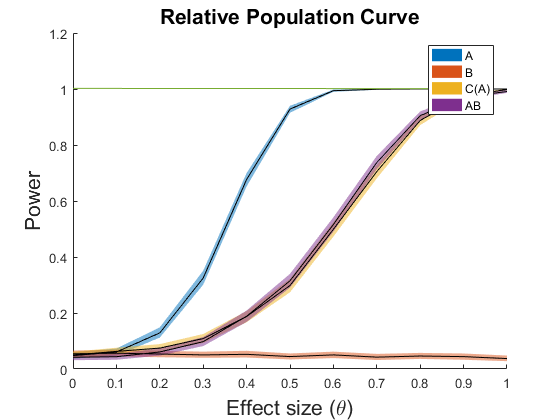 Relative Population Curve
1.2
1
0.8
0.6
0.4
0.2
0
Power
A
B
C(A)
AB
0 0.1 0.2 0.3 0.4 0.5 0.6 0.7 0.8 0.9 1
Effect size (θ)